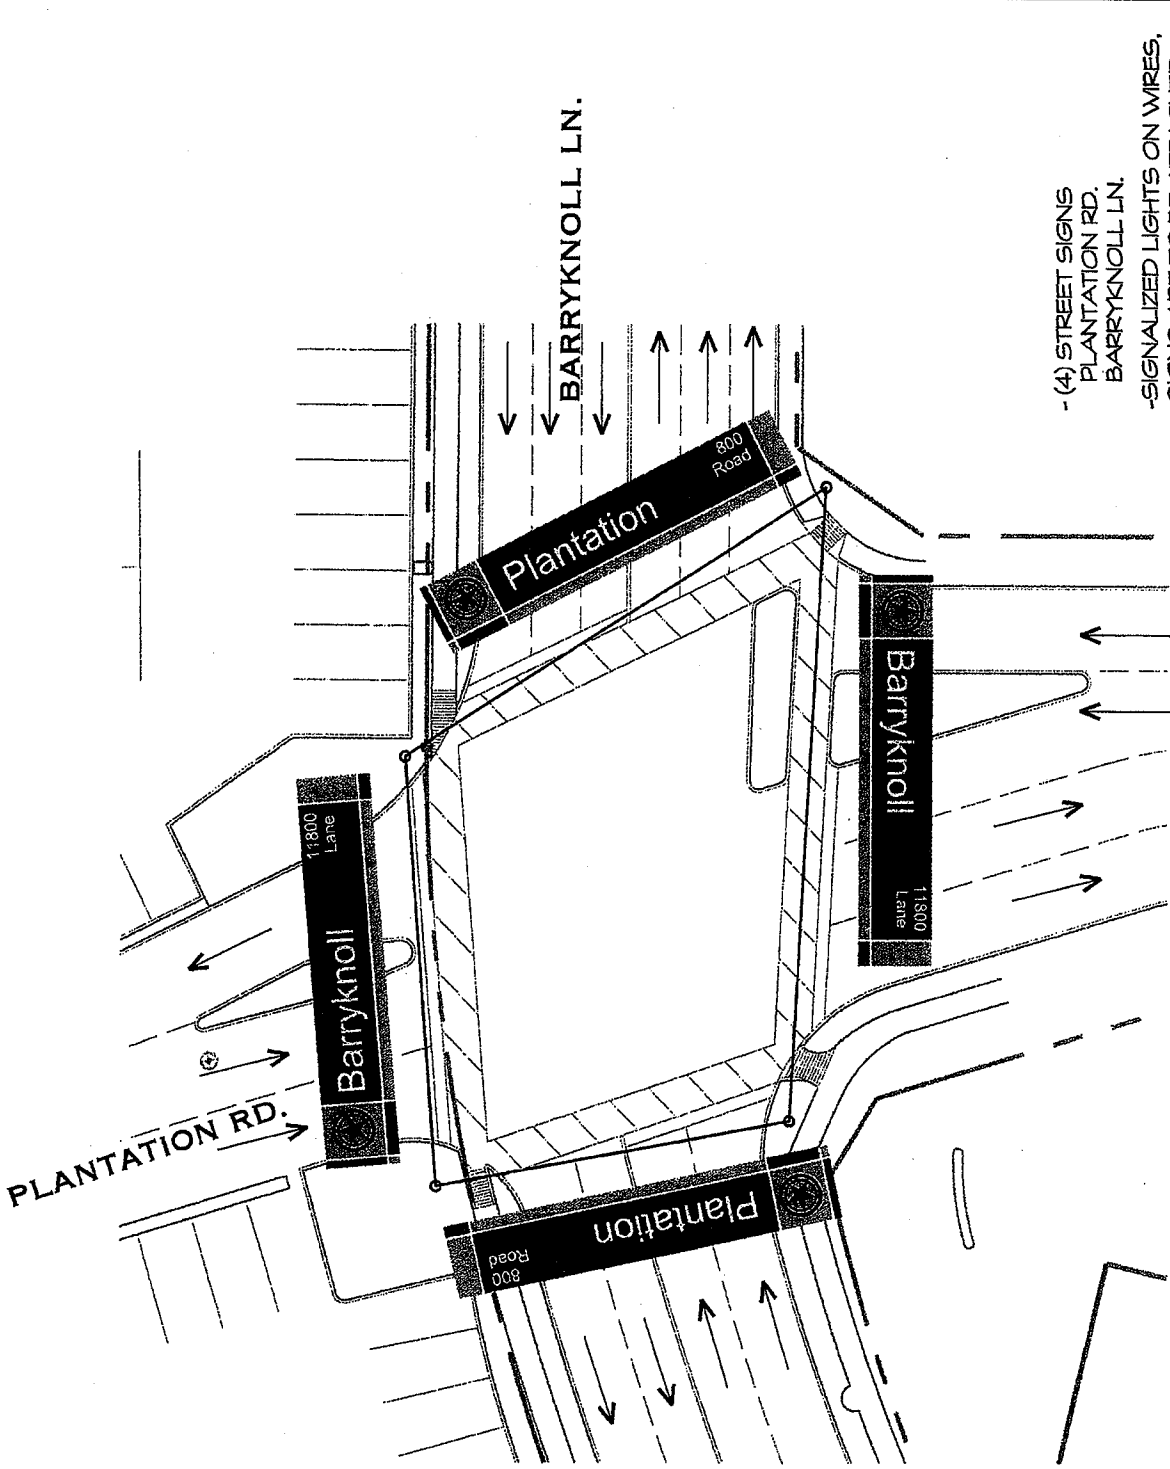 BARRYKNOLL LN.
- (4) STREET SIGNS
PLANTATION RD.
BARRYKNOLL LN.
-SIGNALIZED LIGHTS ON WIRES,
Plantation
800
Road
Barryknoll
11800
Lane
Barryknoll
11800
Lane
PLANTATION RD.
Plantation
800
Road